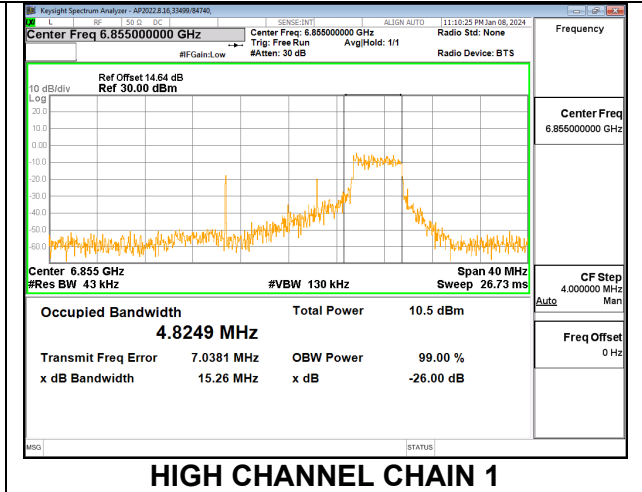 Keysight Spectrum Analyzer - AP2022.8.16,33499/84740,
L RF 50 Ω DC SENSE:INT ALIGN AUTO 11:10:25 PM Jan 08, 2024
Center Freq 6.855000000 GHz Center Freq: 6.855000000 GHz Radio Std: None Frequency
Trig: Free Run Avg|Hold: 1/1
#IFGain:Low #Atten: 30 dB Radio Device: BTS
Ref Offset 14.64 dB
10 dB/div Ref 30.00 dBm
Log
20.0
10.0
0.00
-10.0
-20.0
-30.0
-40.0
-50.0
-60.0
Center Freq
6.855000000 GHz
Center 6.855 GHz Span 40 MHz
#Res BW 43 kHz #VBW 130 kHz Sweep 26.73 ms
CF Step
4.000000 MHz
Auto Man
Occupied Bandwidth Total Power 10.5 dBm
4.8249 MHz
Freq Offset
0 Hz
Transmit Freq Error 7.0381 MHz OBW Power 99.00 %
x dB Bandwidth 15.26 MHz x dB -26.00 dB
MSG STATUS
HIGH CHANNEL CHAIN 1